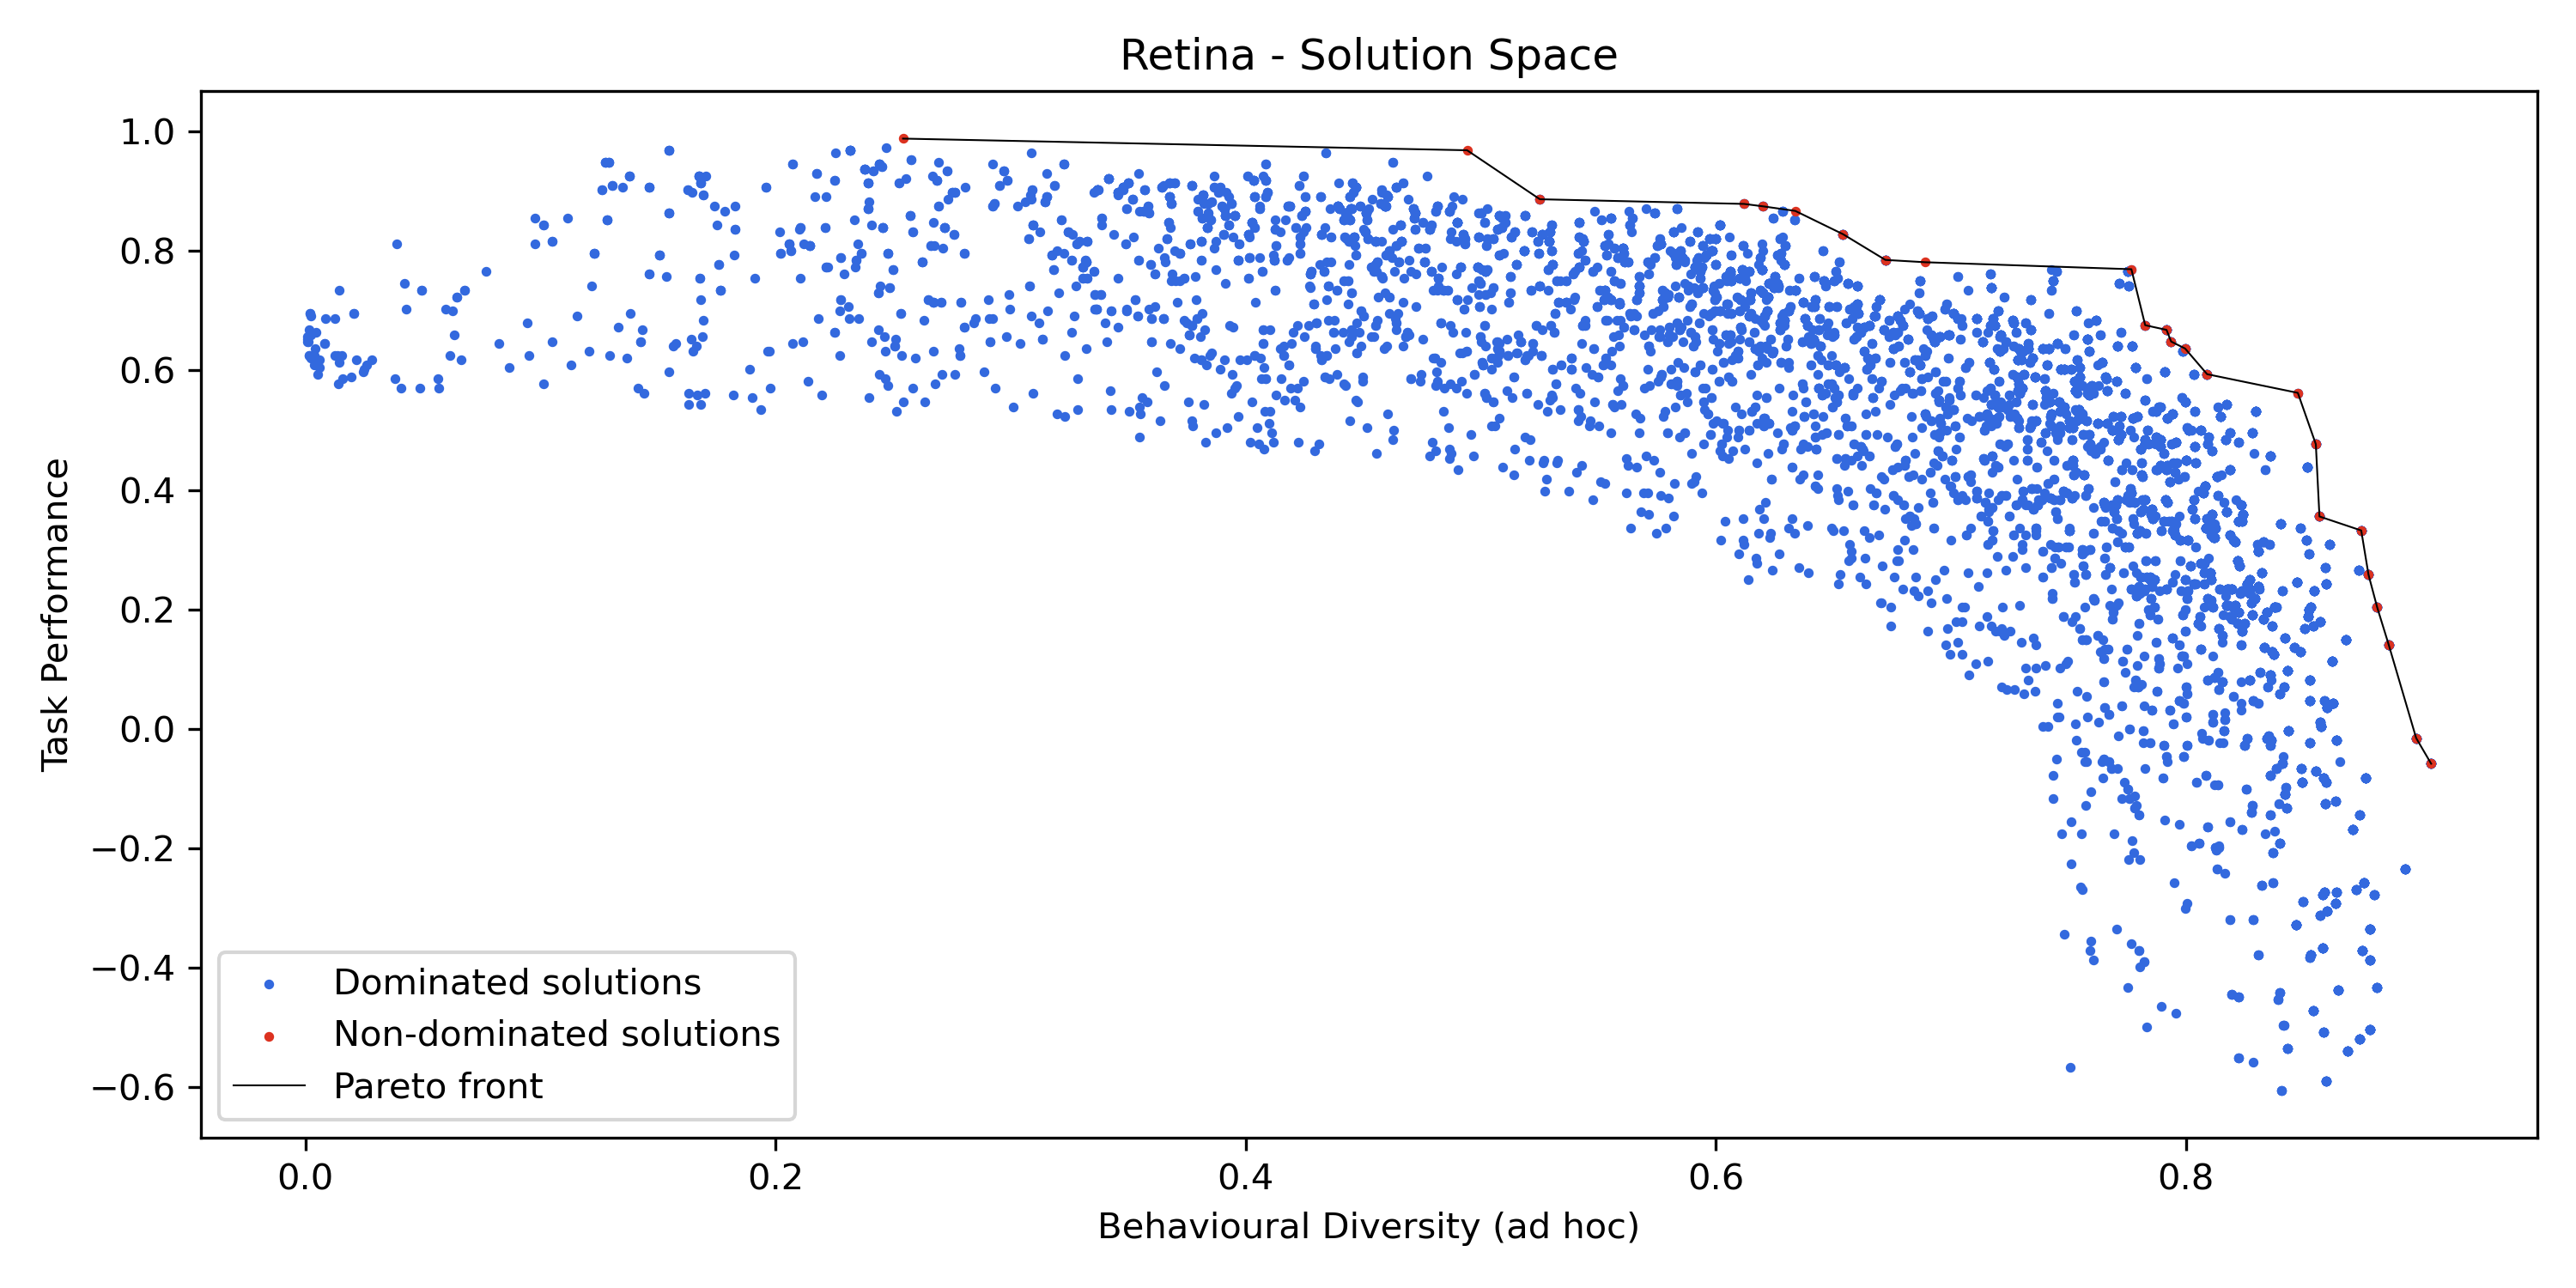 Retina - Solution Space
1.0
0.8
0.6
0.4
0.2
0.0
−0.2
−0.4
−0.6
Task Performance
Dominated solutions
Non-dominated solutions
Pareto front
0.0 0.2 0.4 0.6 0.8
Behavioural Diversity (ad hoc)